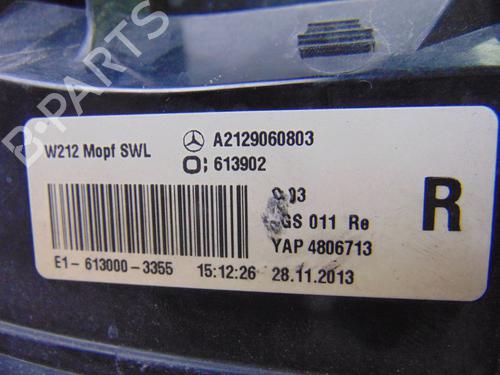 B-PARTS
W212 Mopf SWL
A2129060803
613902
R
GS 011 Re
YAP 4806713
E1-613000-3355 15:12:26 28.11.2013